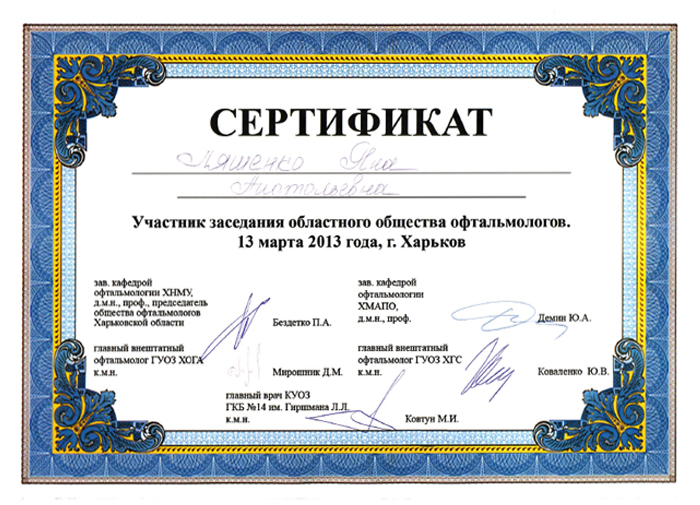 СЕРТИФИКАТ
Ляшенко Яна
Анатольевна
Участник заседания областного общества офтальмологов.
13 марта 2013 года, г. Харьков
зав. кафедрой
офтальмологии ХНМУ,
д.м.н., проф., председатель
общества офтальмологов
Харьковской области
Бездетко П.А.
зав. кафедрой
офтальмологии
ХМАПО,
д.м.н., проф.
Демин Ю.А.
главный внештатный
офтальмолог ГУОЗ ХОГА
к.м.н.
Мирошник Д.М.
главный внештатный
офтальмолог ГУОЗ ХГС
к.м.н.
Коваленко Ю.В.
главный врач КУОЗ
ГКБ №14 им. Гиршмана Л.Л.
к.м.н.
Ковтун М.И.